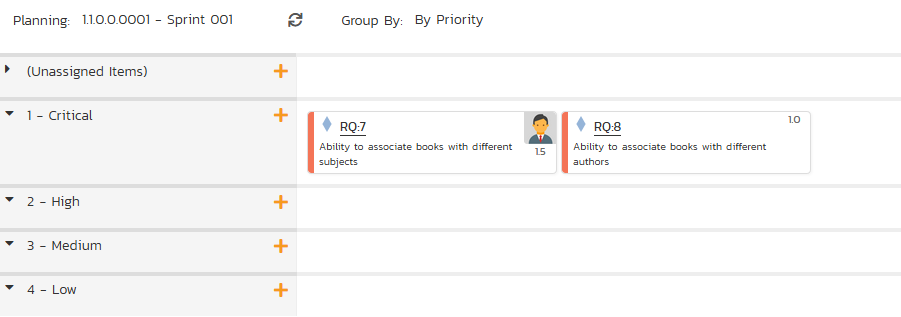 Planning: 1.1.0.0.0001 - Sprint 001 Group By: By Priority
(Unassigned Items)
1 - Critical
RQ:7
1.5
Ability to associate books with different
subjects
RQ:8
1.0
Ability to associate books with different
authors
2 - High
3 - Medium
4 - Low